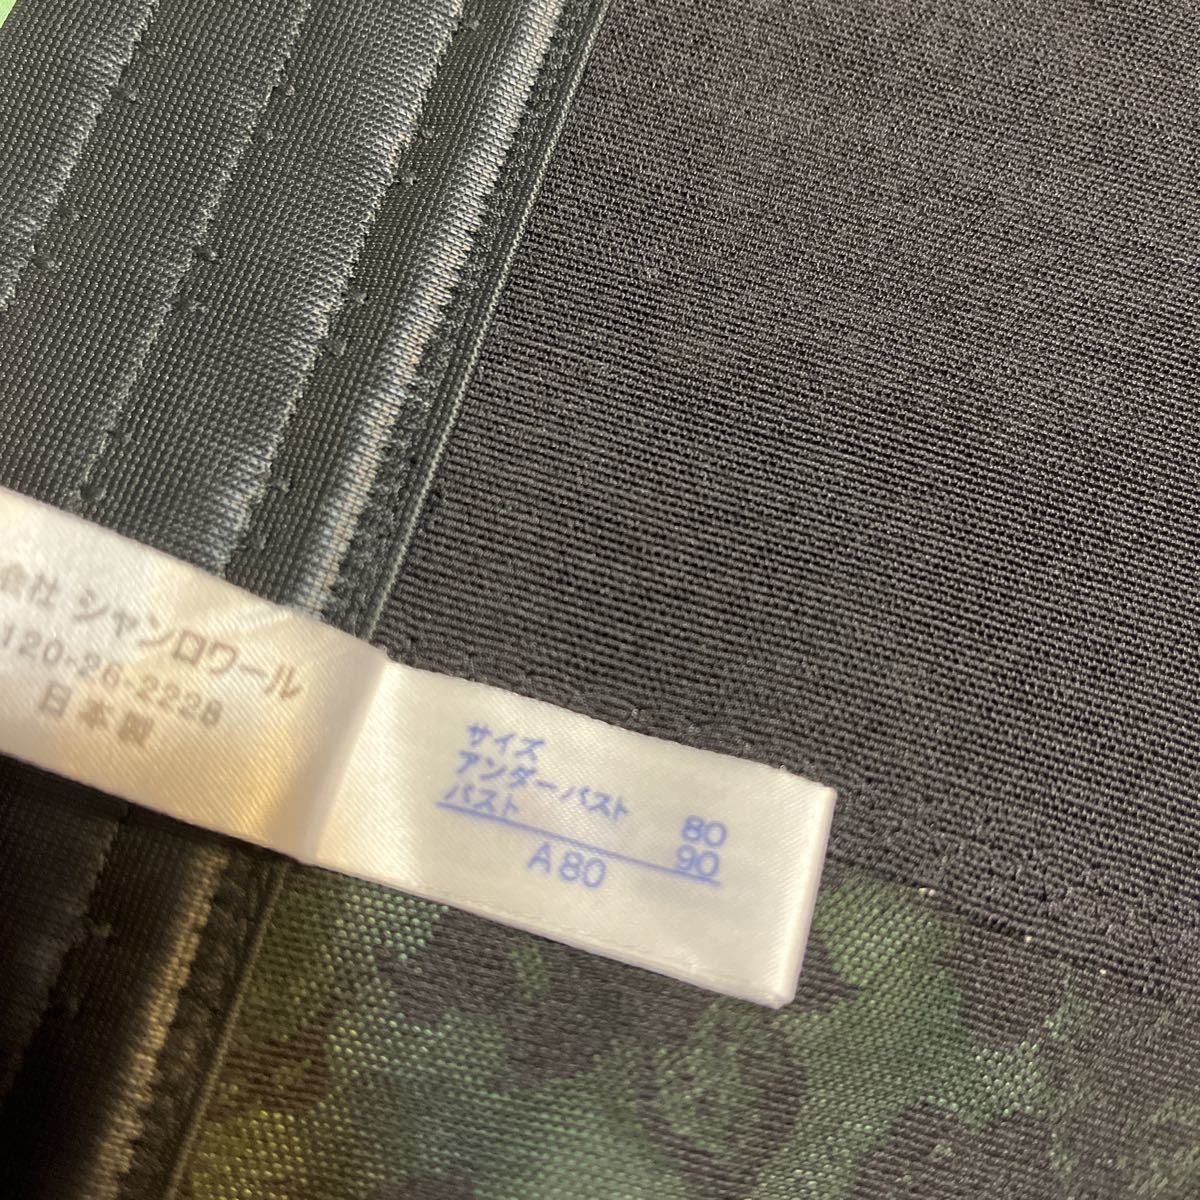 会社 シャンロワール
120-26-2228
日本製
サイズ
アンダーバスト 80
バスト 90
A80